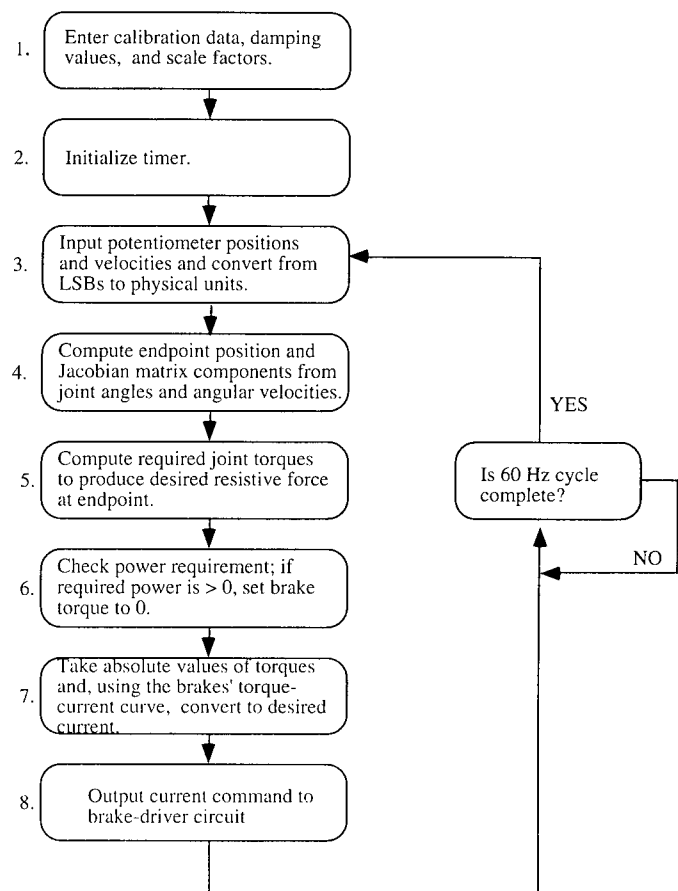 1.
Enter calibration data, damping
values, and scale factors.
2.
Initialize timer.
3.
Input potentiometer positions
and velocities and convert from
LSBs to physical units.
4.
Compute endpoint position and
Jacobian matrix components from
joint angles and angular velocities.
5.
Compute required joint torques
to produce desired resistive force
at endpoint.
6.
Check power requirement; if
required power is > 0, set brake
torque to 0.
7.
Take absolute values of torques
and, using the brakes' torque-
current curve, convert to desired
current.
8.
Output current command to
brake-driver circuit
YES
Is 60 Hz cycle
complete?
NO